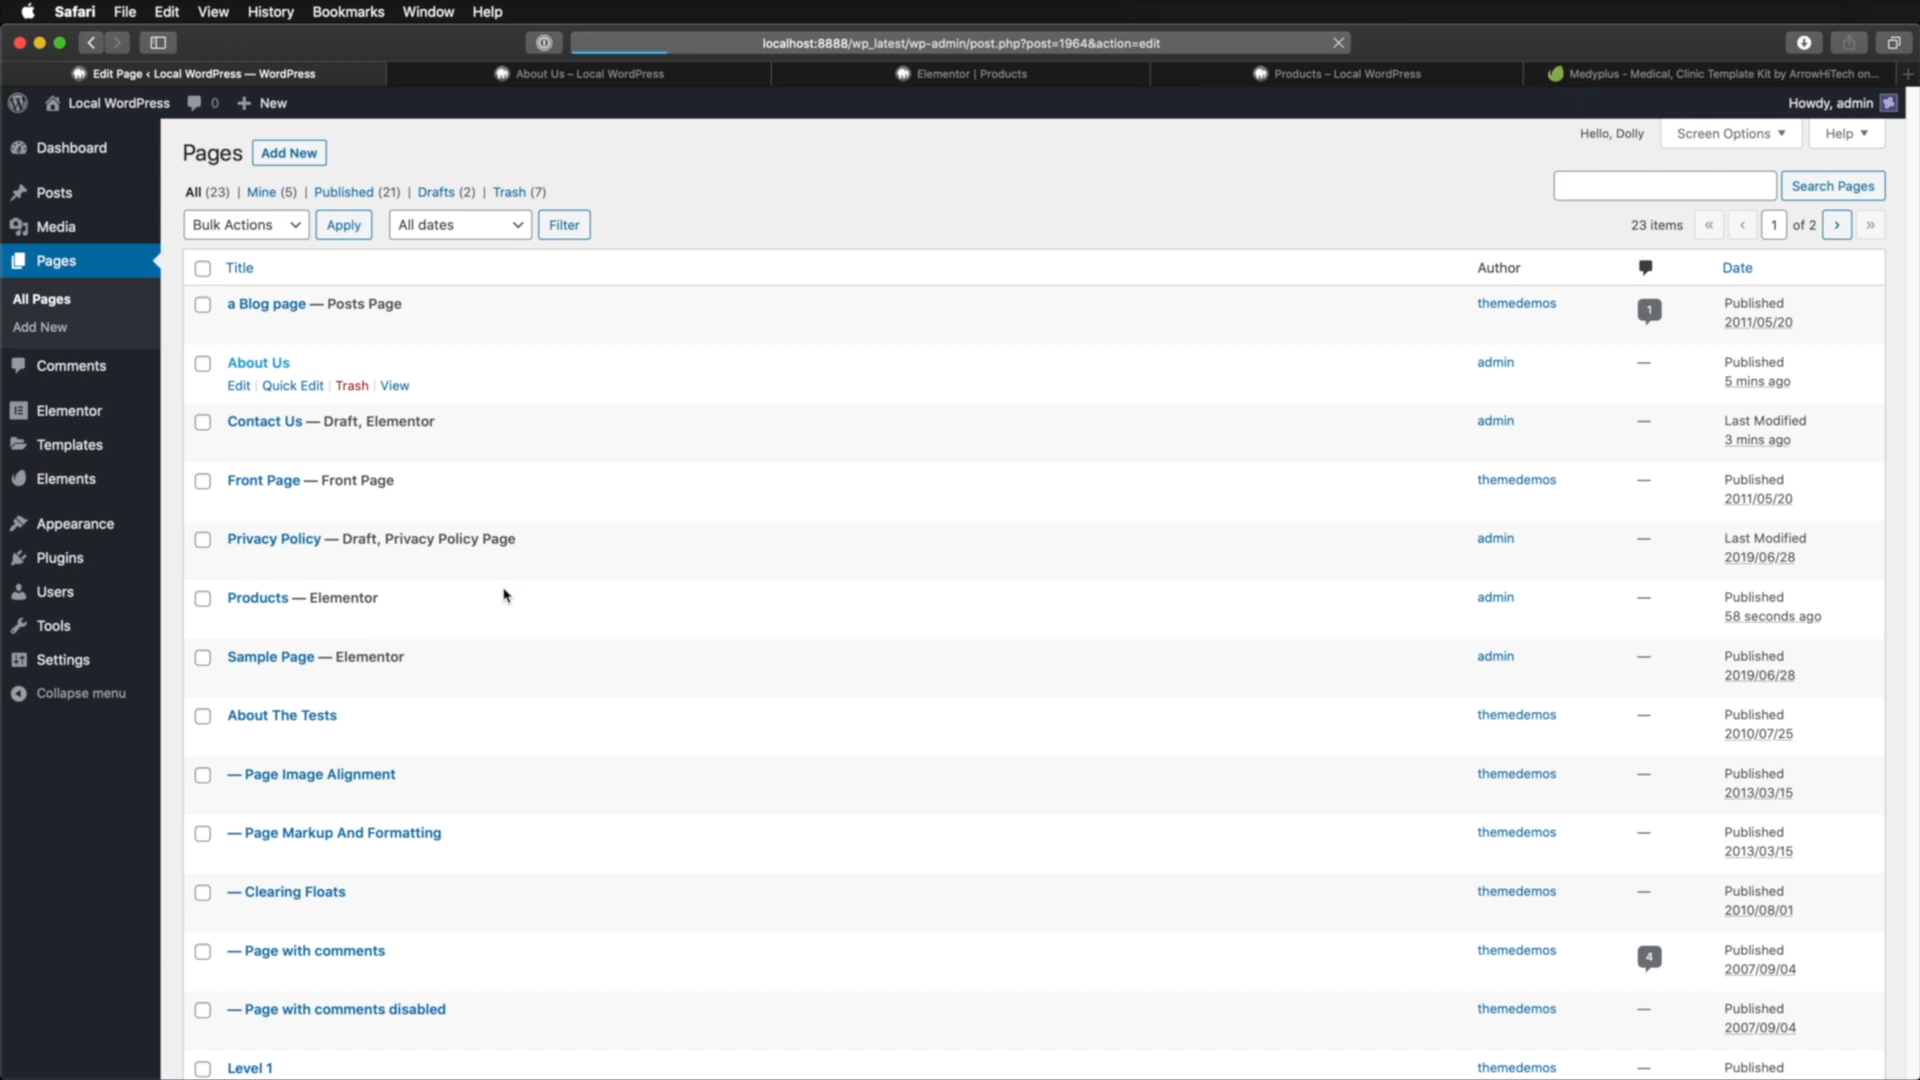 Safari File Edit View History Bookmarks Window Help
localhost:8888/wp_latest/wp-admin/post.php?post=1964&action=edit
Edit Page ‹ Local WordPress — WordPress
About Us – Local WordPress
Elementor | Products
Products – Local WordPress
Medyplus - Medical, Clinic Template Kit by ArrowHiTech on...
Local WordPress 0 New
Howdy, admin
Dashboard
Posts
Media
Pages
All Pages
Add New
Comments
Elementor
Templates
Elements
Appearance
Plugins
Users
Tools
Settings
Collapse menu
Hello, Dolly Screen Options Help
Pages Add New
All (23) | Mine (5) | Published (21) | Drafts (2) | Trash (7)
Search Pages
Bulk Actions Apply All dates Filter
23 items « ‹ 1 of 2 › »
Title Author Date
a Blog page — Posts Page themedemos 1 Published
2011/05/20
About Us admin — Published
Edit | Quick Edit | Trash | View 5 mins ago
Contact Us — Draft, Elementor admin — Last Modified
3 mins ago
Front Page — Front Page themedemos — Published
2011/05/20
Privacy Policy — Draft, Privacy Policy Page admin — Last Modified
2019/06/28
Products — Elementor admin — Published
58 seconds ago
Sample Page — Elementor admin — Published
2019/06/28
About The Tests themedemos — Published
2010/07/25
— Page Image Alignment themedemos — Published
2013/03/15
— Page Markup And Formatting themedemos — Published
2013/03/15
— Clearing Floats themedemos — Published
2010/08/01
— Page with comments themedemos 4 Published
2007/09/04
— Page with comments disabled themedemos — Published
2007/09/04
Level 1 themedemos — Published